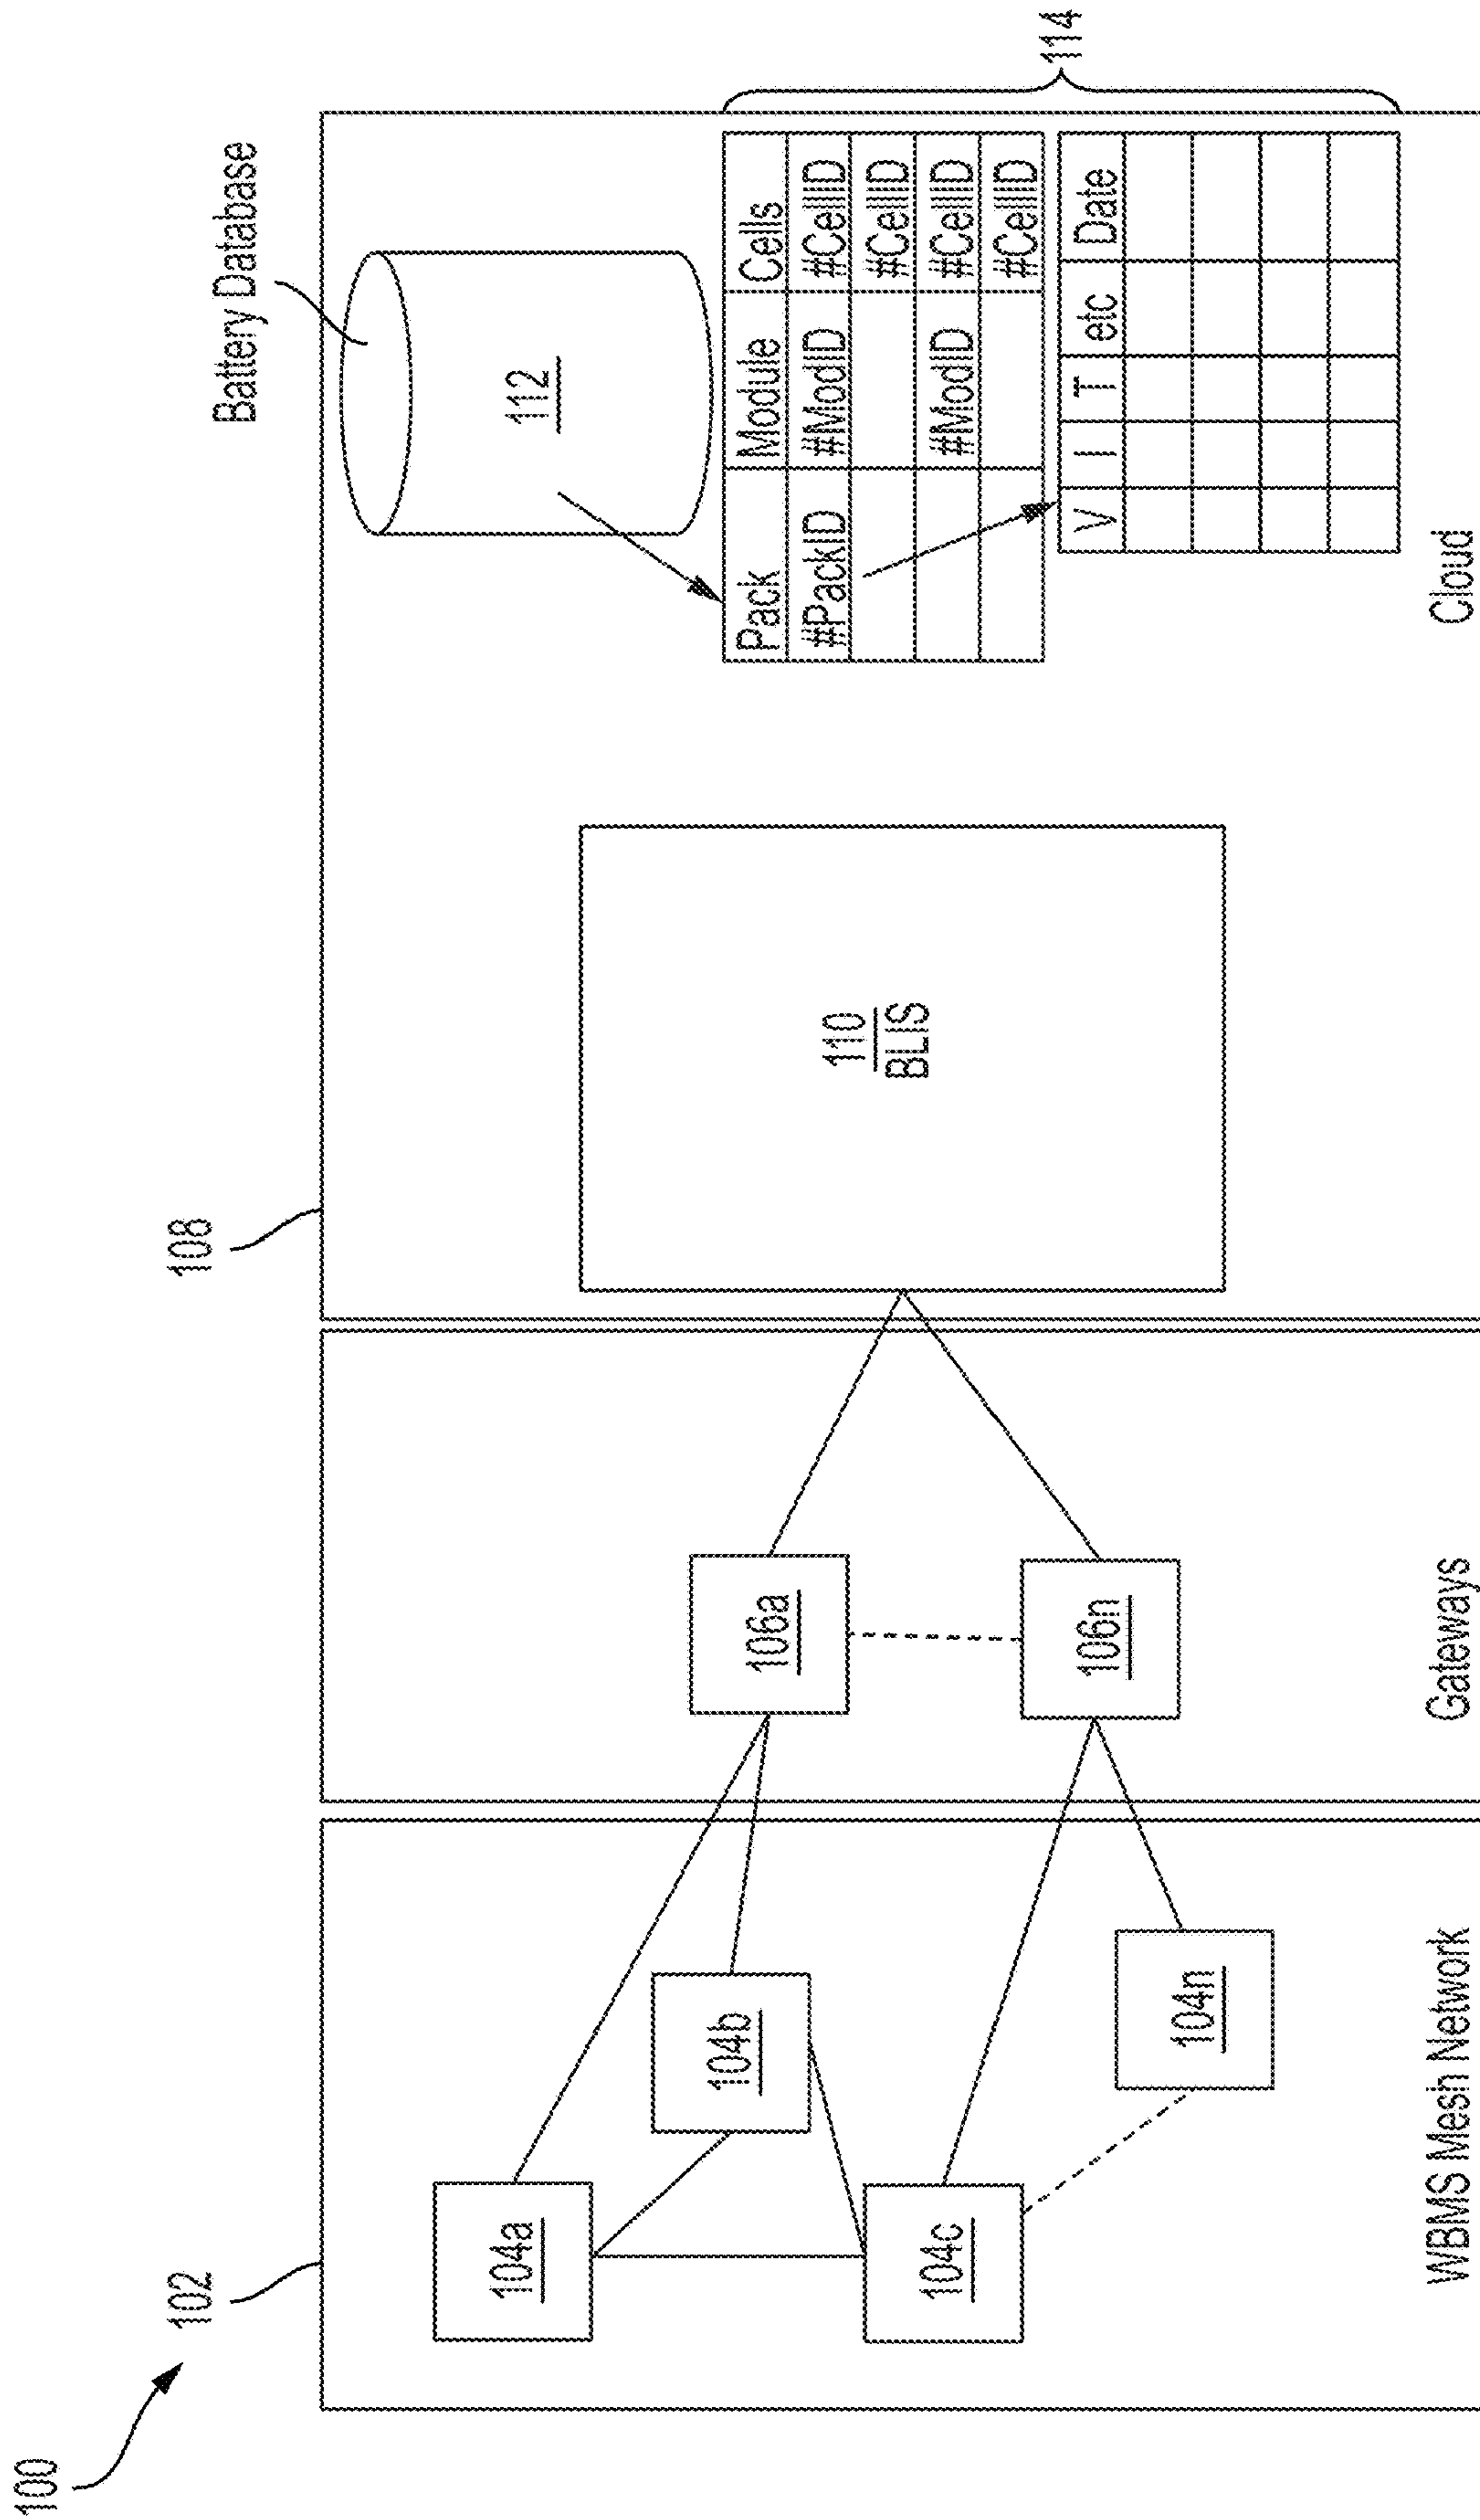 100
102
108
Battery Database
104a
104b
104c
104n
WBMS Mesh Network
106a
106n
Gateways
110
BLIS
112
Pack Module Cells
#PackID #ModID #CellID
#CellID
#ModID #CellID
#CellID
V I T etc Date
114
Cloud